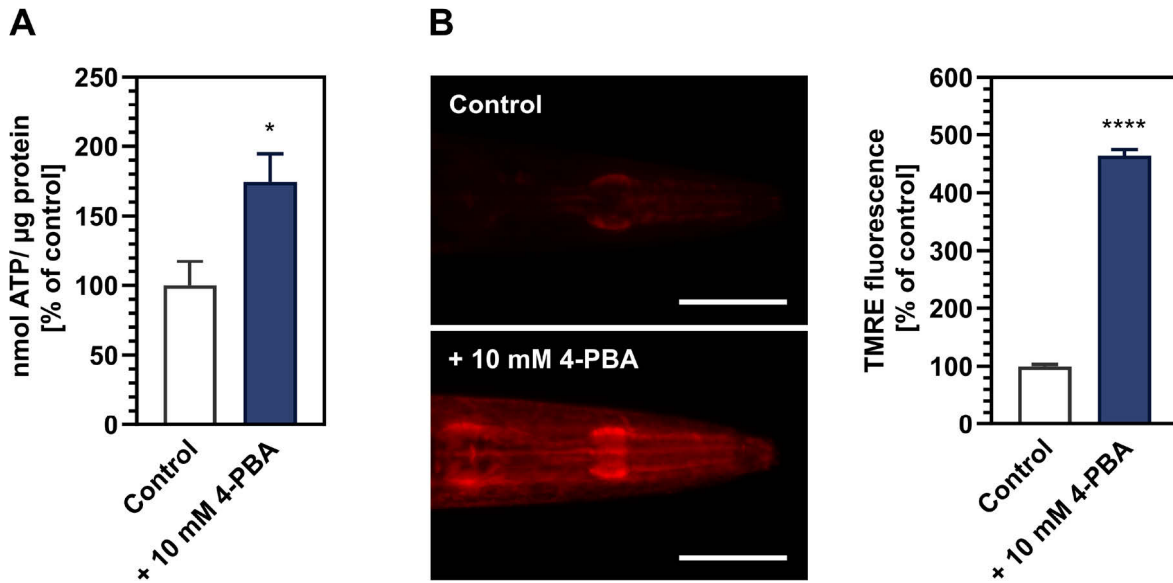 A
nmol ATP/ µg protein
[% of control]
250
200
150
100
50
0
*
Control
+ 10 mM 4-PBA
B
Control
+ 10 mM 4-PBA
TMRE fluorescence
[% of control]
600
500
400
300
200
100
0
****
Control
+ 10 mM 4-PBA